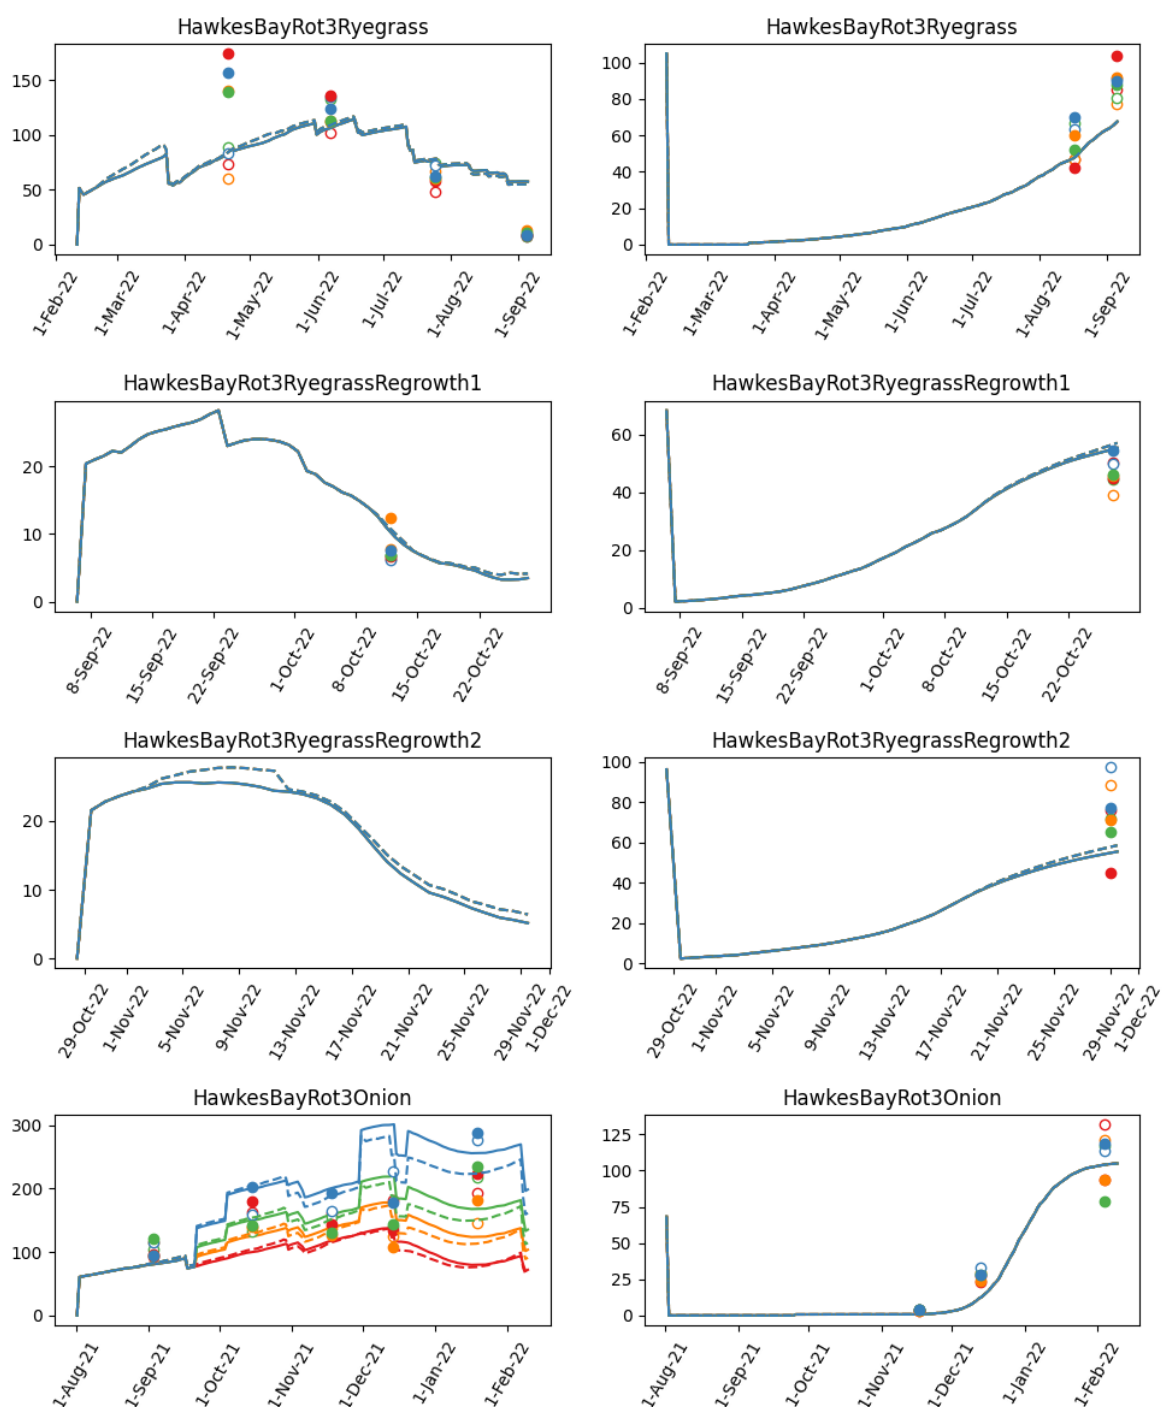 HawkesBayRot3Ryegrass
150
100
50
0
1-Feb-22
1-Mar-22
1-Apr-22
1-May-22
1-Jun-22
1-Jul-22
1-Aug-22
1-Sep-22
HawkesBayRot3Ryegrass
100
80
60
40
20
0
1-Feb-22
1-Mar-22
1-Apr-22
1-May-22
1-Jun-22
1-Jul-22
1-Aug-22
1-Sep-22
HawkesBayRot3RyegrassRegrowth1
20
10
0
8-Sep-22
15-Sep-22
22-Sep-22
1-Oct-22
8-Oct-22
15-Oct-22
22-Oct-22
HawkesBayRot3RyegrassRegrowth1
60
40
20
0
8-Sep-22
15-Sep-22
22-Sep-22
1-Oct-22
8-Oct-22
15-Oct-22
22-Oct-22
HawkesBayRot3RyegrassRegrowth2
20
10
0
29-Oct-22
1-Nov-22
5-Nov-22
9-Nov-22
13-Nov-22
17-Nov-22
21-Nov-22
25-Nov-22
29-Nov-22
1-Dec-22
HawkesBayRot3RyegrassRegrowth2
100
80
60
40
20
0
29-Oct-22
1-Nov-22
5-Nov-22
9-Nov-22
13-Nov-22
17-Nov-22
21-Nov-22
25-Nov-22
29-Nov-22
1-Dec-22
HawkesBayRot3Onion
300
200
100
0
1-Aug-21
1-Sep-21
1-Oct-21
1-Nov-21
1-Dec-21
1-Jan-22
1-Feb-22
HawkesBayRot3Onion
125
100
75
50
25
0
1-Aug-21
1-Sep-21
1-Oct-21
1-Nov-21
1-Dec-21
1-Jan-22
1-Feb-22